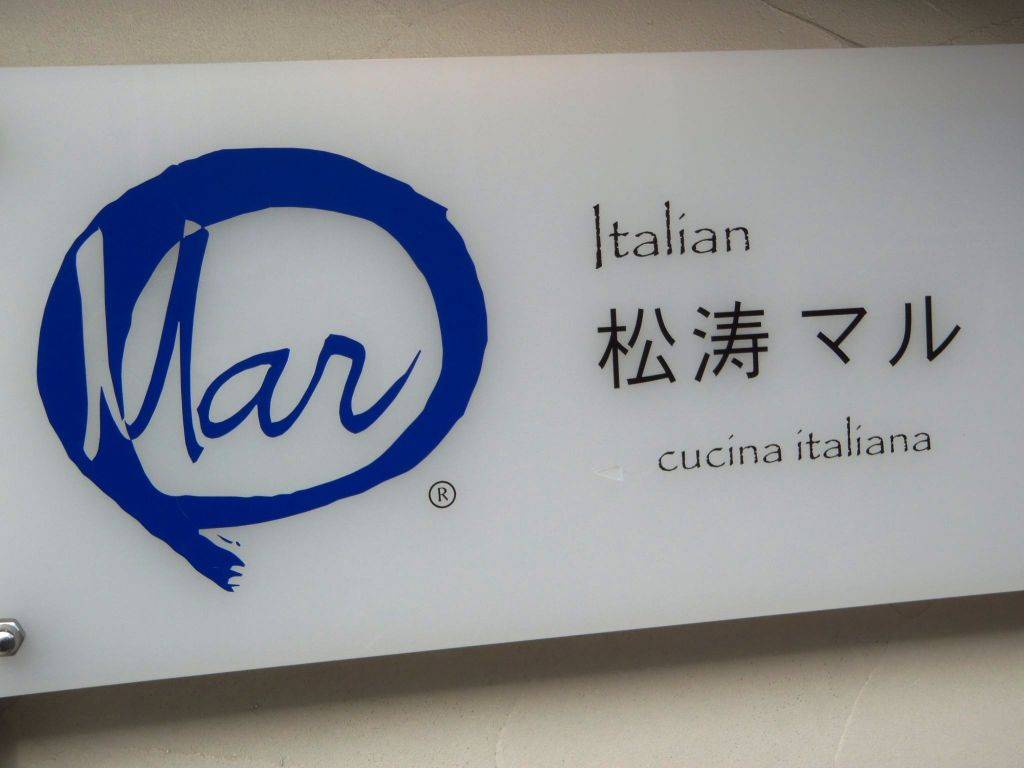 Mar
®
Italian
松涛マル
cucina italiana